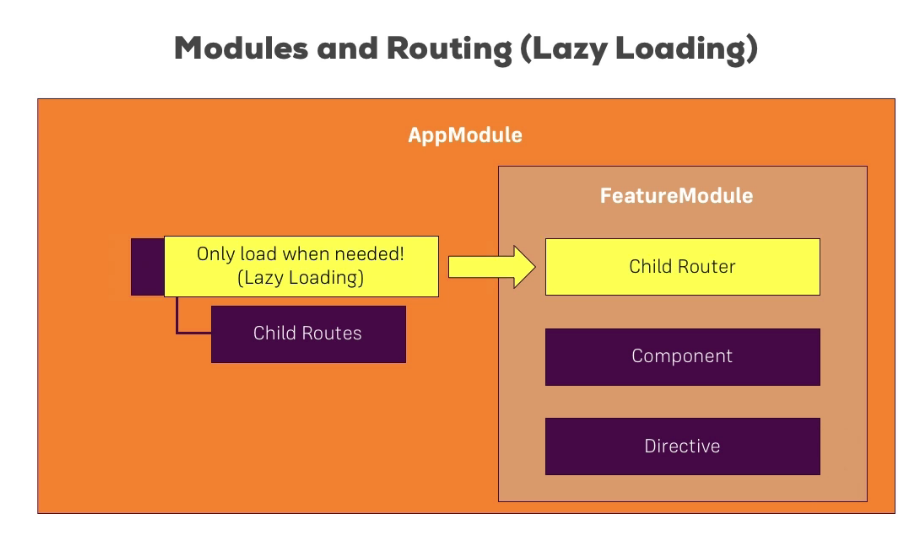 Modules and Routing (Lazy Loading)
AppModule
FeatureModule
Only load when needed!
(Lazy Loading)
Child Router
Child Routes
Component
Directive